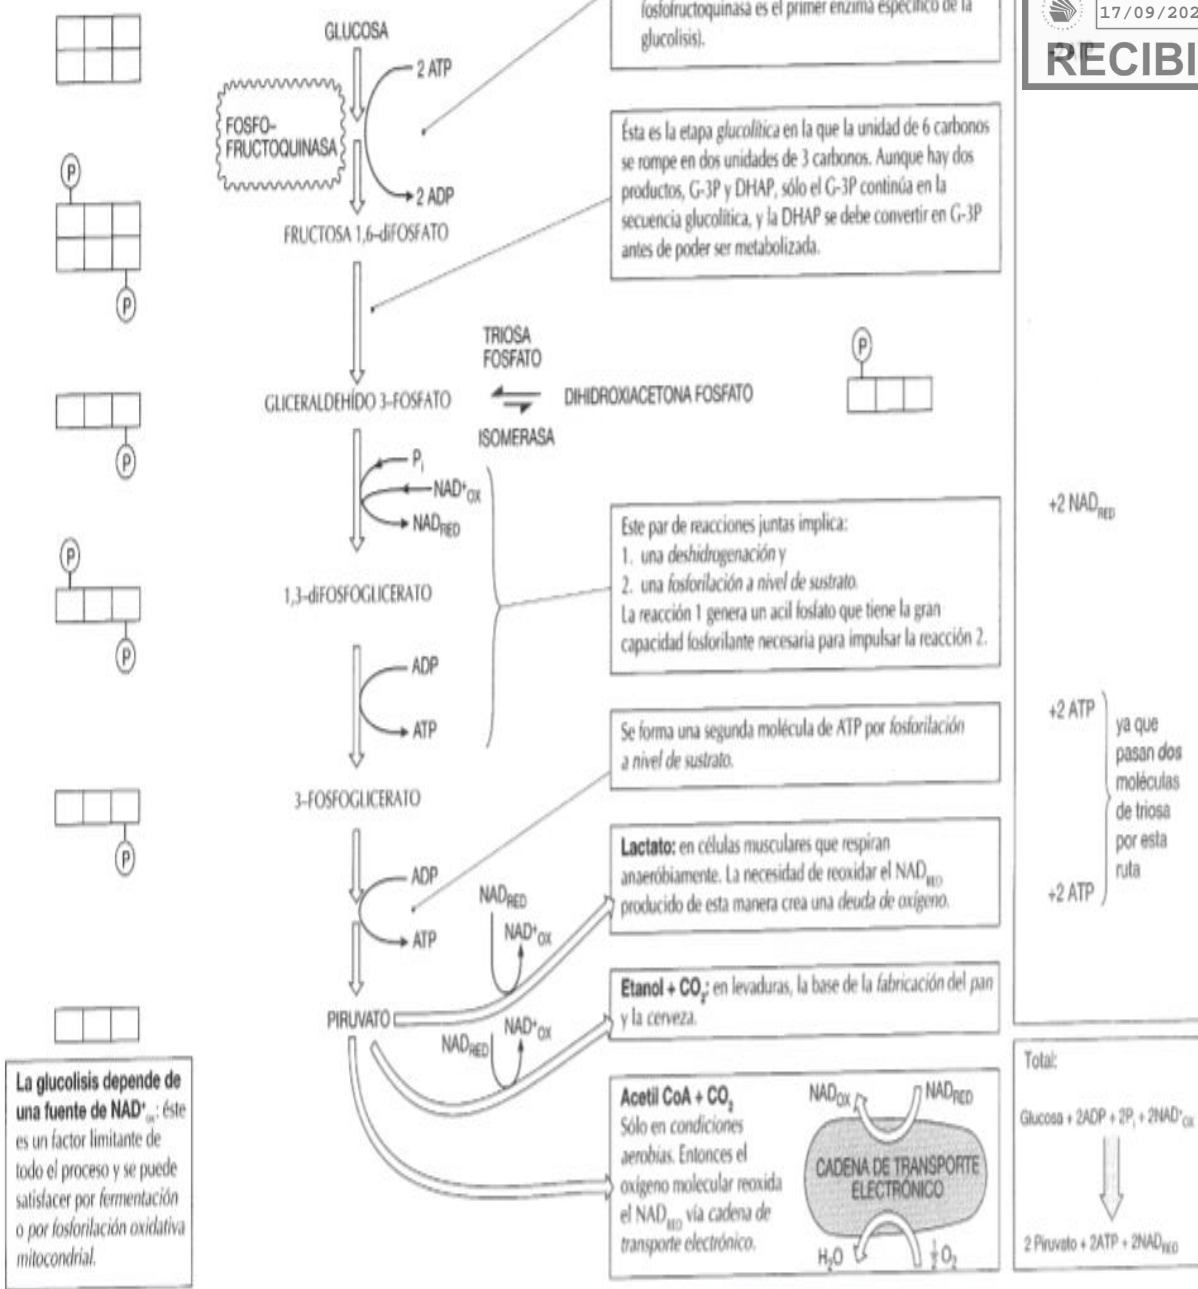 fosfofructoquinasa es el primer enzima específico de la
glucolisis).
17/09/202
RECIBI
GLUCOSA
2 ATP
FOSFO-
FRUCTOQUINASA
2 ADP
FRUCTOSA 1,6-diFOSFATO
Ésta es la etapa glucolítica en la que la unidad de 6 carbonos
se rompe en dos unidades de 3 carbonos. Aunque hay dos
productos, G-3P y DHAP, sólo el G-3P continúa en la
secuencia glucolítica, y la DHAP se debe convertir en G-3P
antes de poder ser metabolizada.
P
P
TRIOSA
FOSFATO
GLICERALDEHÍDO 3-FOSFATO
DIHIDROXIACETONA FOSFATO
ISOMERASA
P
P
Pi
NAD+OX
NADRED
+2 NADRED
Este par de reacciones juntas implica:
1. una deshidrogenación y
2. una fosforilación a nivel de sustrato.
La reacción 1 genera un acil fosfato que tiene la gran
capacidad fosforilante necesaria para impulsar la reacción 2.
P
P
1,3-diFOSFOGLICERATO
ADP
ATP
+2 ATP
Se forma una segunda molécula de ATP por fosforilación
a nivel de sustrato.
ya que
pasan dos
moléculas
de triosa
por esta
ruta
3-FOSFOGLICERATO
P
Lactato: en células musculares que respiran
anaeróbiamente. La necesidad de reoxidar el NADRED
producido de esta manera crea una deuda de oxígeno.
+2 ATP
ADP
ATP
NADRED
NAD+OX
Etanol + CO2: en levaduras, la base de la fabricación del pan
y la cerveza.
PIRUVATO
NADRED
NAD+OX
La glucolisis depende de
una fuente de NAD+ox: éste
es un factor limitante de
todo el proceso y se puede
satisfacer por fermentación
o por fosforilación oxidativa
mitocondrial.
Acetil CoA + CO2
Sólo en condiciones
aerobias. Entonces el
oxígeno molecular reoxida
el NADRED vía cadena de
transporte electrónico.
NADOX
NADRED
CADENA DE TRANSPORTE
ELECTRÓNICO
H2O
½O2
Total:
Glucosa + 2ADP + 2Pi + 2NAD+OX
2 Piruvato + 2ATP + 2NADRED